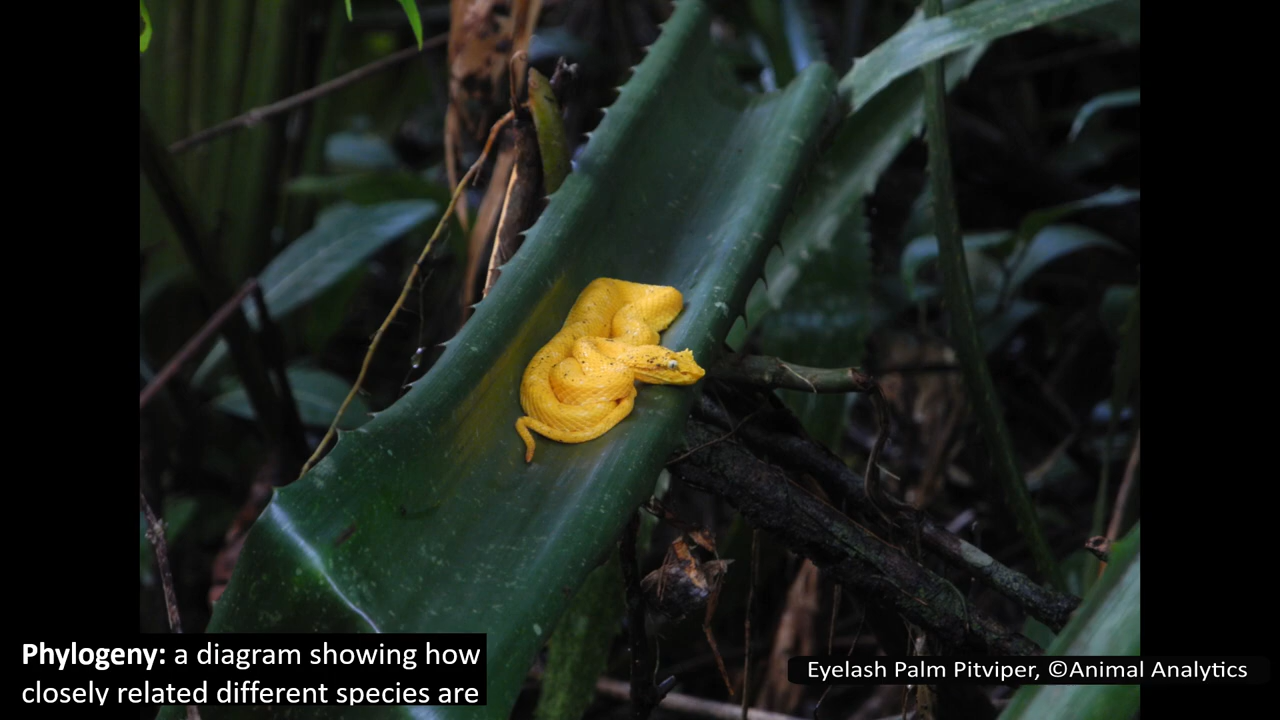 Phylogeny: a diagram showing how
closely related different species are
Eyelash Palm Pitviper, ©Animal Analytics